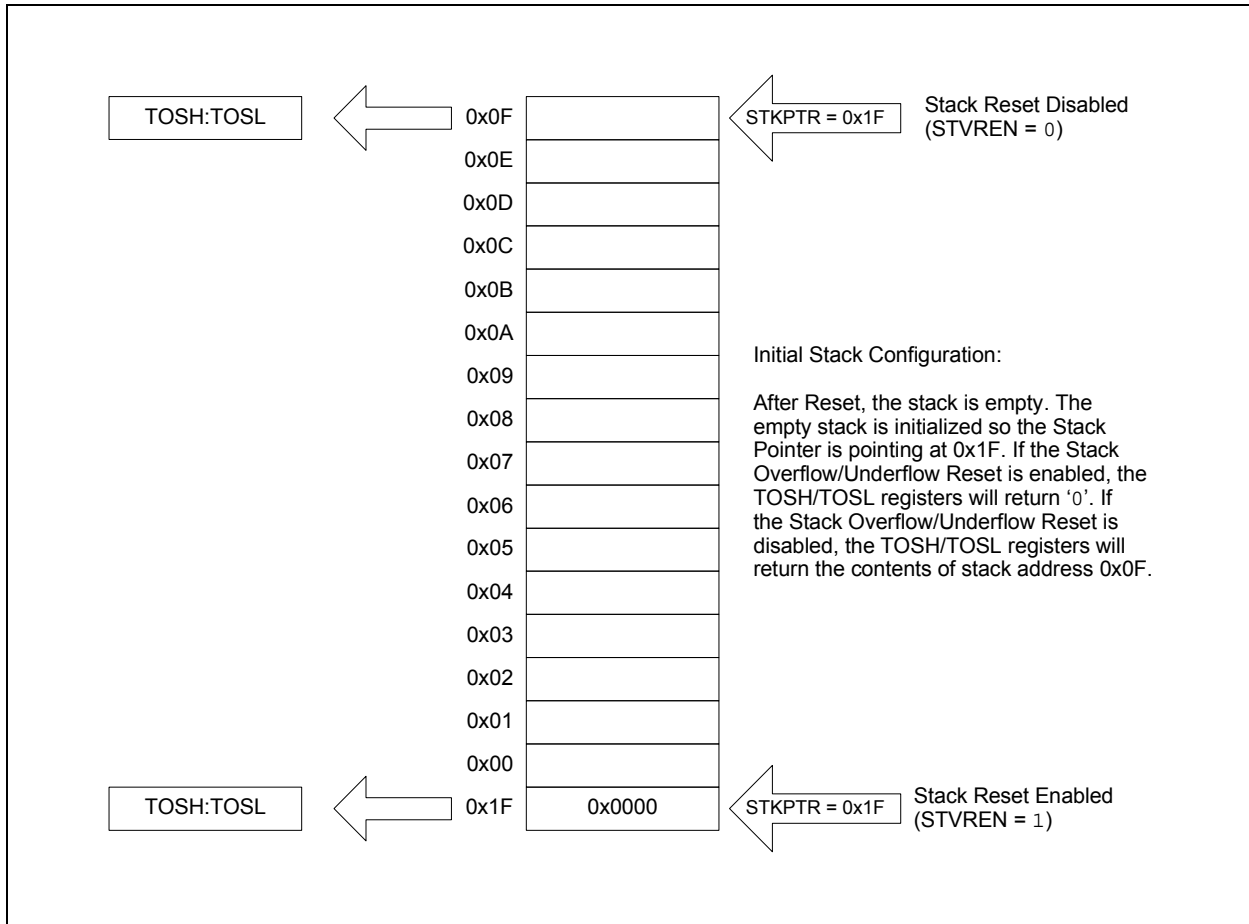 TOSH:TOSL
0x0F
STKPTR = 0x1F
Stack Reset Disabled
(STVREN = 0)
0x0E
0x0D
0x0C
0x0B
0x0A
0x09
0x08
0x07
0x06
0x05
0x04
0x03
0x02
0x01
0x00
Initial Stack Configuration:
After Reset, the stack is empty. The
empty stack is initialized so the Stack
Pointer is pointing at 0x1F. If the Stack
Overflow/Underflow Reset is enabled, the
TOSH/TOSL registers will return ‘0’. If
the Stack Overflow/Underflow Reset is
disabled, the TOSH/TOSL registers will
return the contents of stack address 0x0F.
TOSH:TOSL
0x1F
0x0000
STKPTR = 0x1F
Stack Reset Enabled
(STVREN = 1)